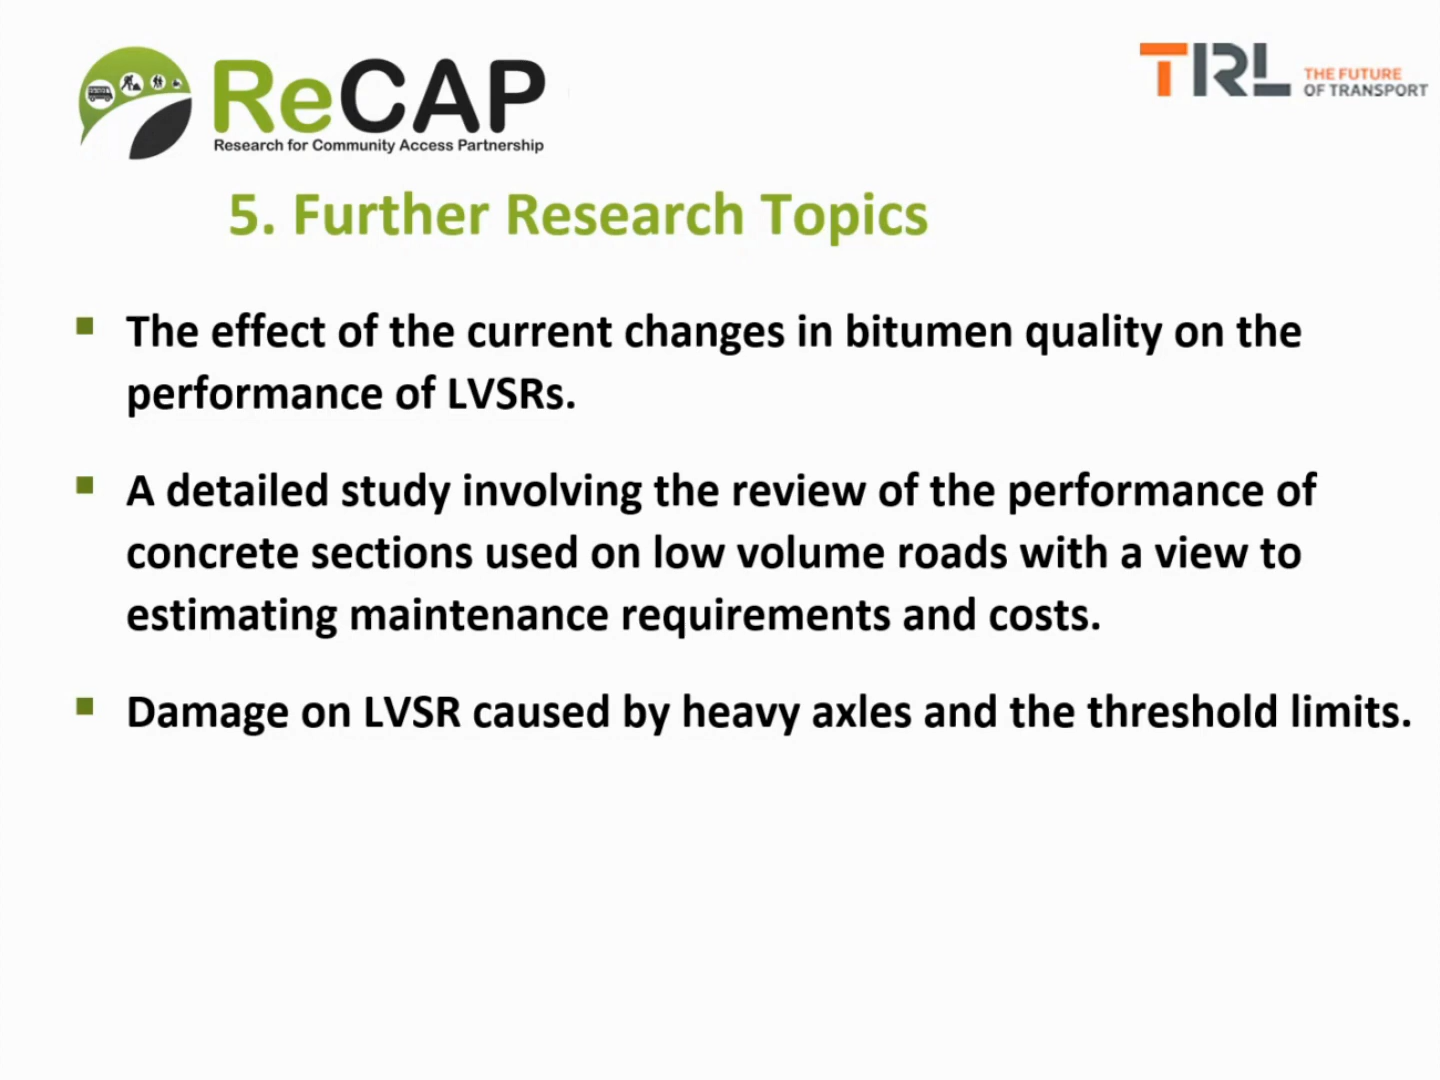 ReCAP
Research for Community Access Partnership
TRL THE FUTURE
OF TRANSPORT
5. Further Research Topics
The effect of the current changes in bitumen quality on the
performance of LVSRs.
A detailed study involving the review of the performance of
concrete sections used on low volume roads with a view to
estimating maintenance requirements and costs.
Damage on LVSR caused by heavy axles and the threshold limits.